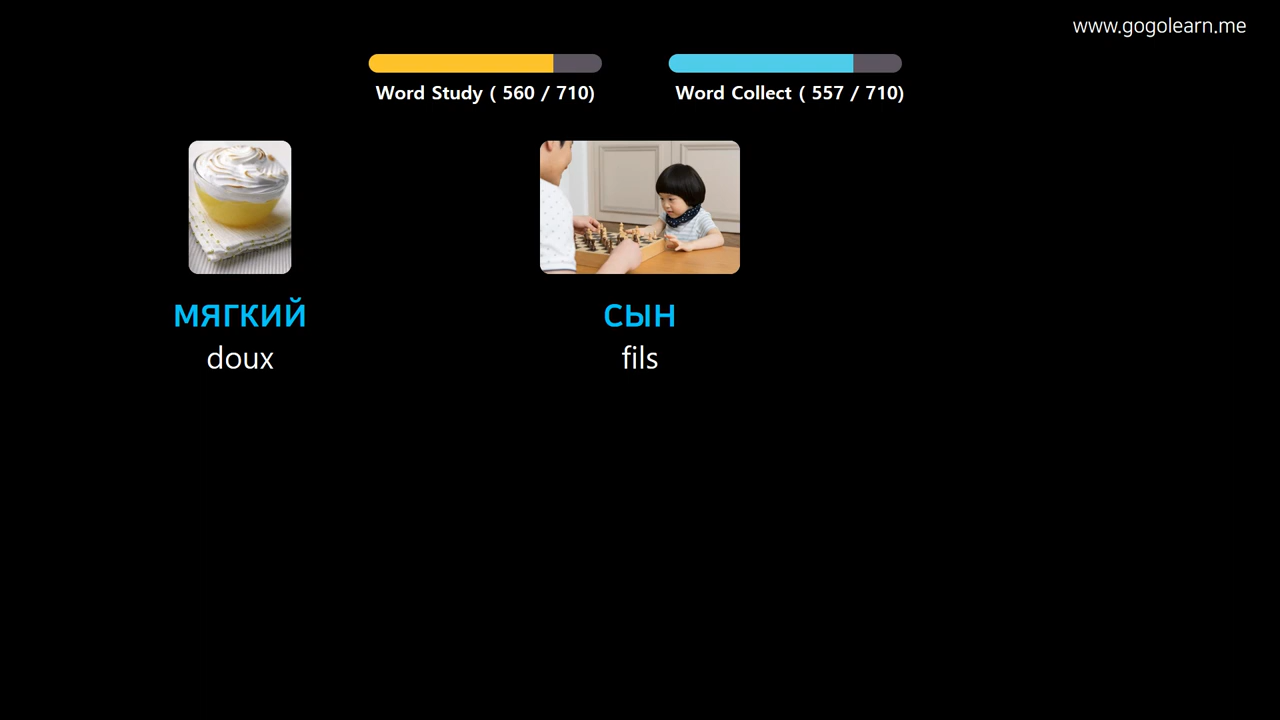 www.gogolearn.me
Word Study ( 560 / 710)
Word Collect ( 557 / 710)
мягкий
doux
сын
fils